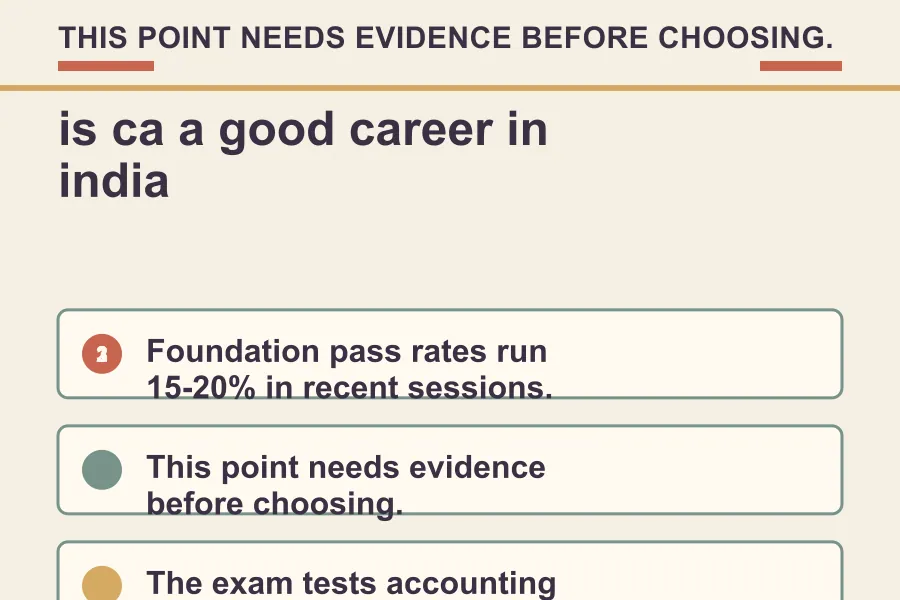 THIS POINT NEEDS EVIDENCE BEFORE CHOOSING.
is ca a good career in
india
Foundation pass rates run
15-20% in recent sessions.
This point needs evidence
before choosing.
The exam tests accounting